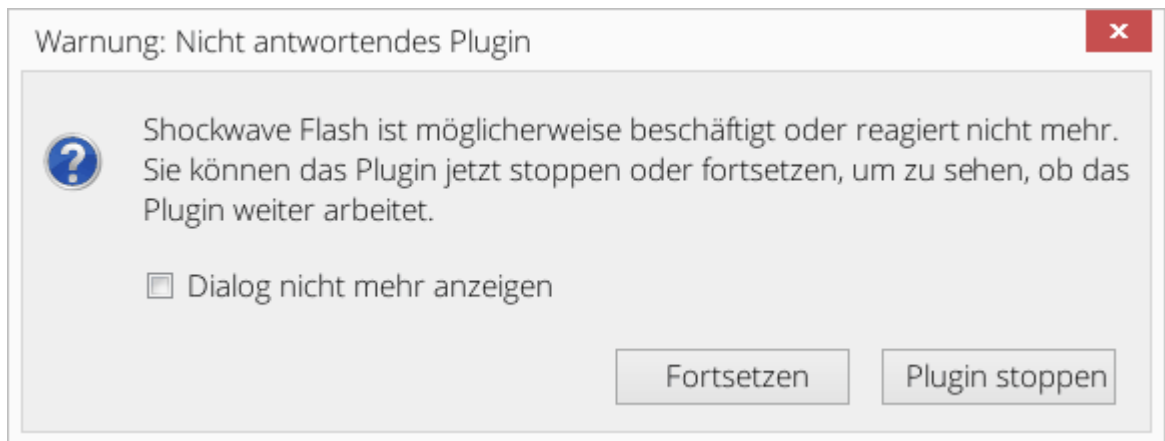 Warnung: Nicht antwortendes Plugin
Shockwave Flash ist möglicherweise beschäftigt oder reagiert nicht mehr.
Sie können das Plugin jetzt stoppen oder fortsetzen, um zu sehen, ob das
Plugin weiter arbeitet.
Dialog nicht mehr anzeigen
Fortsetzen
Plugin stoppen